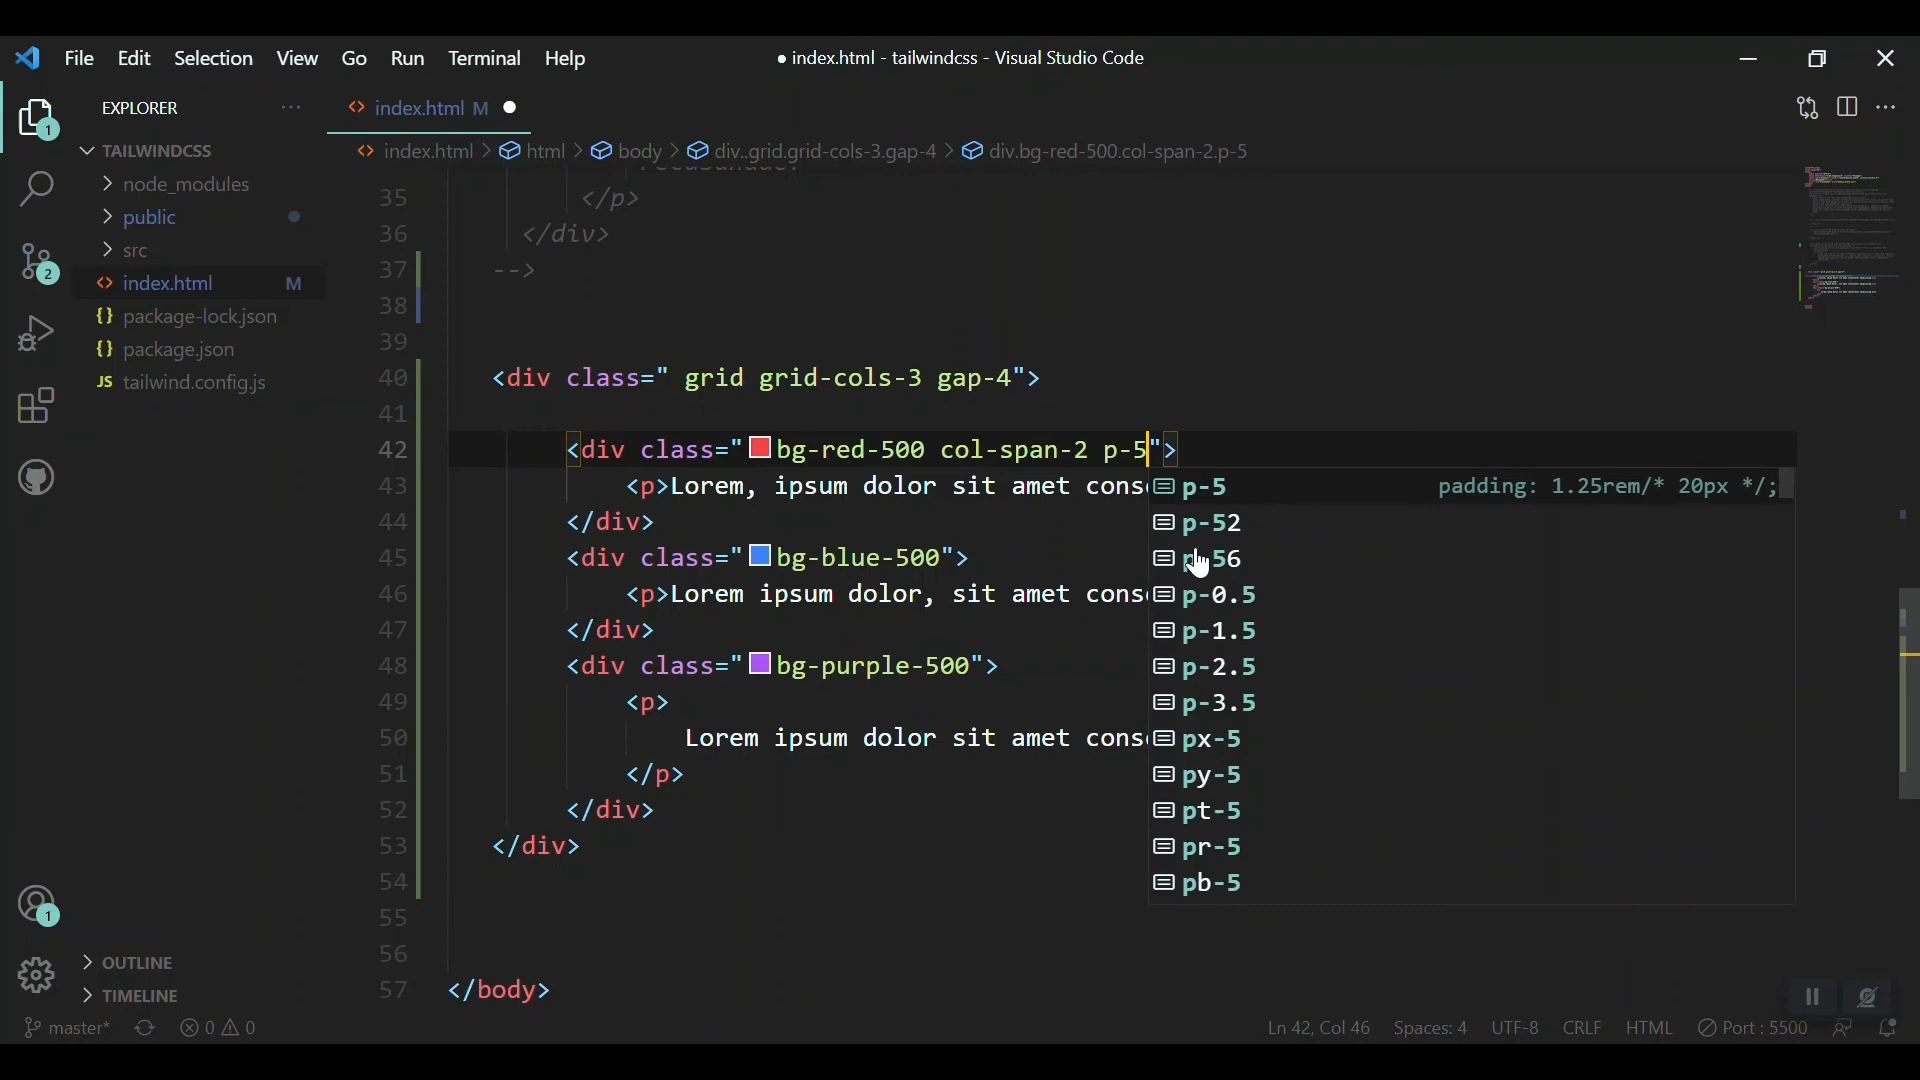 File Edit Selection View Go Run Terminal Help
● index.html - tailwindcss - Visual Studio Code
EXPLORER
<> index.html M
TAILWINDCSS
<> index.html > html > body > div..grid.grid-cols-3.gap-4 > div.bg-red-500.col-span-2.p-5
1
node_modules
public
src
2
<> index.html M
{} package-lock.json
{} package.json
JS tailwind.config.js
35 </p>
36 </div>
37 -->
38
39
40 <div class=" grid grid-cols-3 gap-4">
41
42 <div class="bg-red-500 col-span-2 p-5">
43 <p>Lorem, ipsum dolor sit amet cons
44 </div>
45 <div class="bg-blue-500">
46 <p>Lorem ipsum dolor, sit amet cons
47 </div>
48 <div class="bg-purple-500">
49 <p>
50 Lorem ipsum dolor sit amet cons
51 </p>
52 </div>
53 </div>
54
55
56
57 </body>
p-5 padding: 1.25rem/* 20px */;
p-52
p-56
p-0.5
p-1.5
p-2.5
p-3.5
px-5
py-5
pt-5
pr-5
pb-5
1
OUTLINE
TIMELINE
master* 0 0
Ln 42, Col 46 Spaces: 4 UTF-8 CRLF HTML Port : 5500